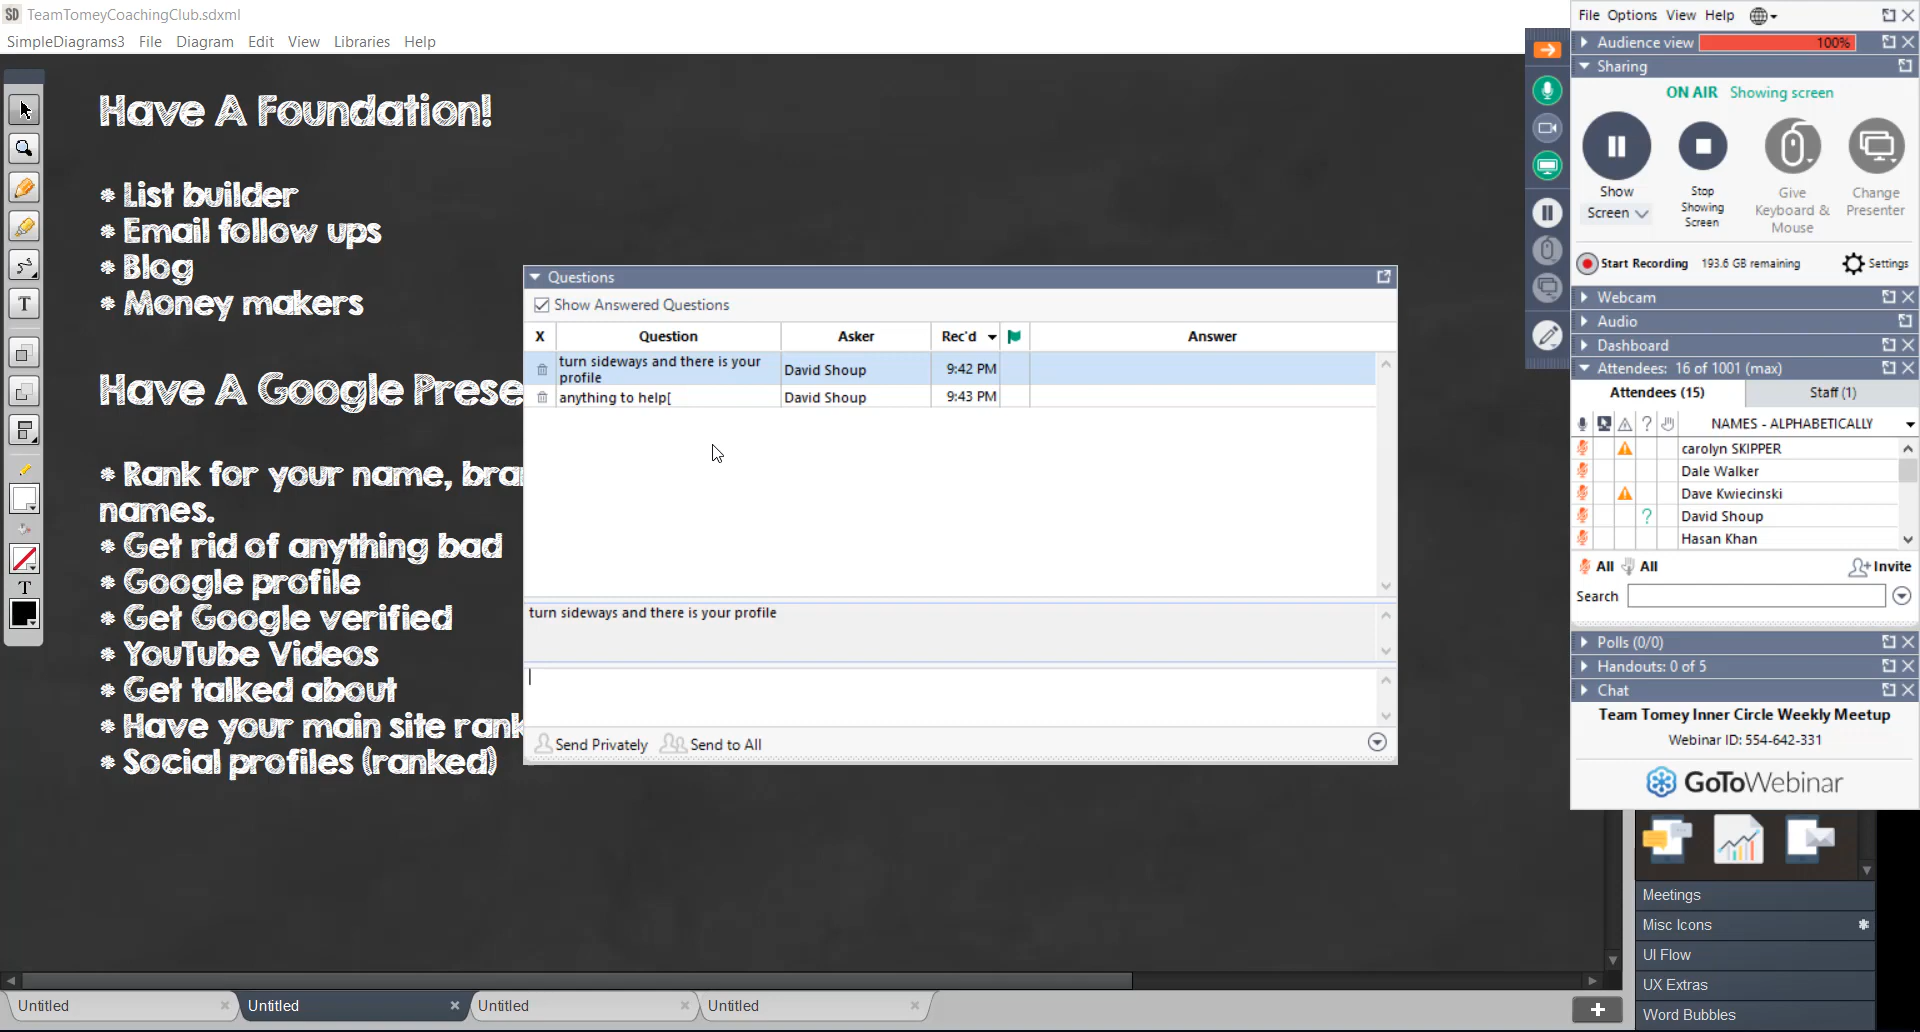 SD TeamTomeyCoachingClub.sdxml
SimpleDiagrams3 File Diagram Edit View Libraries Help
Have A Foundation!
* List builder
* Email follow ups
* Blog
* Money makers
Have A Google Prese
* Rank for your name, bra
names.
* Get rid of anything bad
* Google profile
* Get Google verified
* YouTube Videos
* Get talked about
* Have your main site rank
* Social profiles (ranked)
T
T
Questions
Show Answered Questions
X Question Asker Rec'd Answer
turn sideways and there is your
profile
David Shoup 9:42 PM
anything to help[ David Shoup 9:43 PM
turn sideways and there is your profile
Send Privately Send to All
File Options View Help
Audience view 100%
Sharing
ON AIR Showing screen
Show
Screen
Stop
Showing
Screen
Give
Keyboard &
Mouse
Change
Presenter
Start Recording 193.6 GB remaining Settings
Webcam
Audio
Dashboard
Attendees: 16 of 1001 (max)
Attendees (15) Staff (1)
? NAMES - ALPHABETICALLY
carolyn SKIPPER
Dale Walker
Dave Kwiecinski
? David Shoup
Hasan Khan
All All Invite
Search
Polls (0/0)
Handouts: 0 of 5
Chat
Team Tomey Inner Circle Weekly Meetup
Webinar ID: 554-642-331
GoToWebinar
Meetings
Misc Icons
UI Flow
UX Extras
Word Bubbles
Untitled Untitled Untitled Untitled